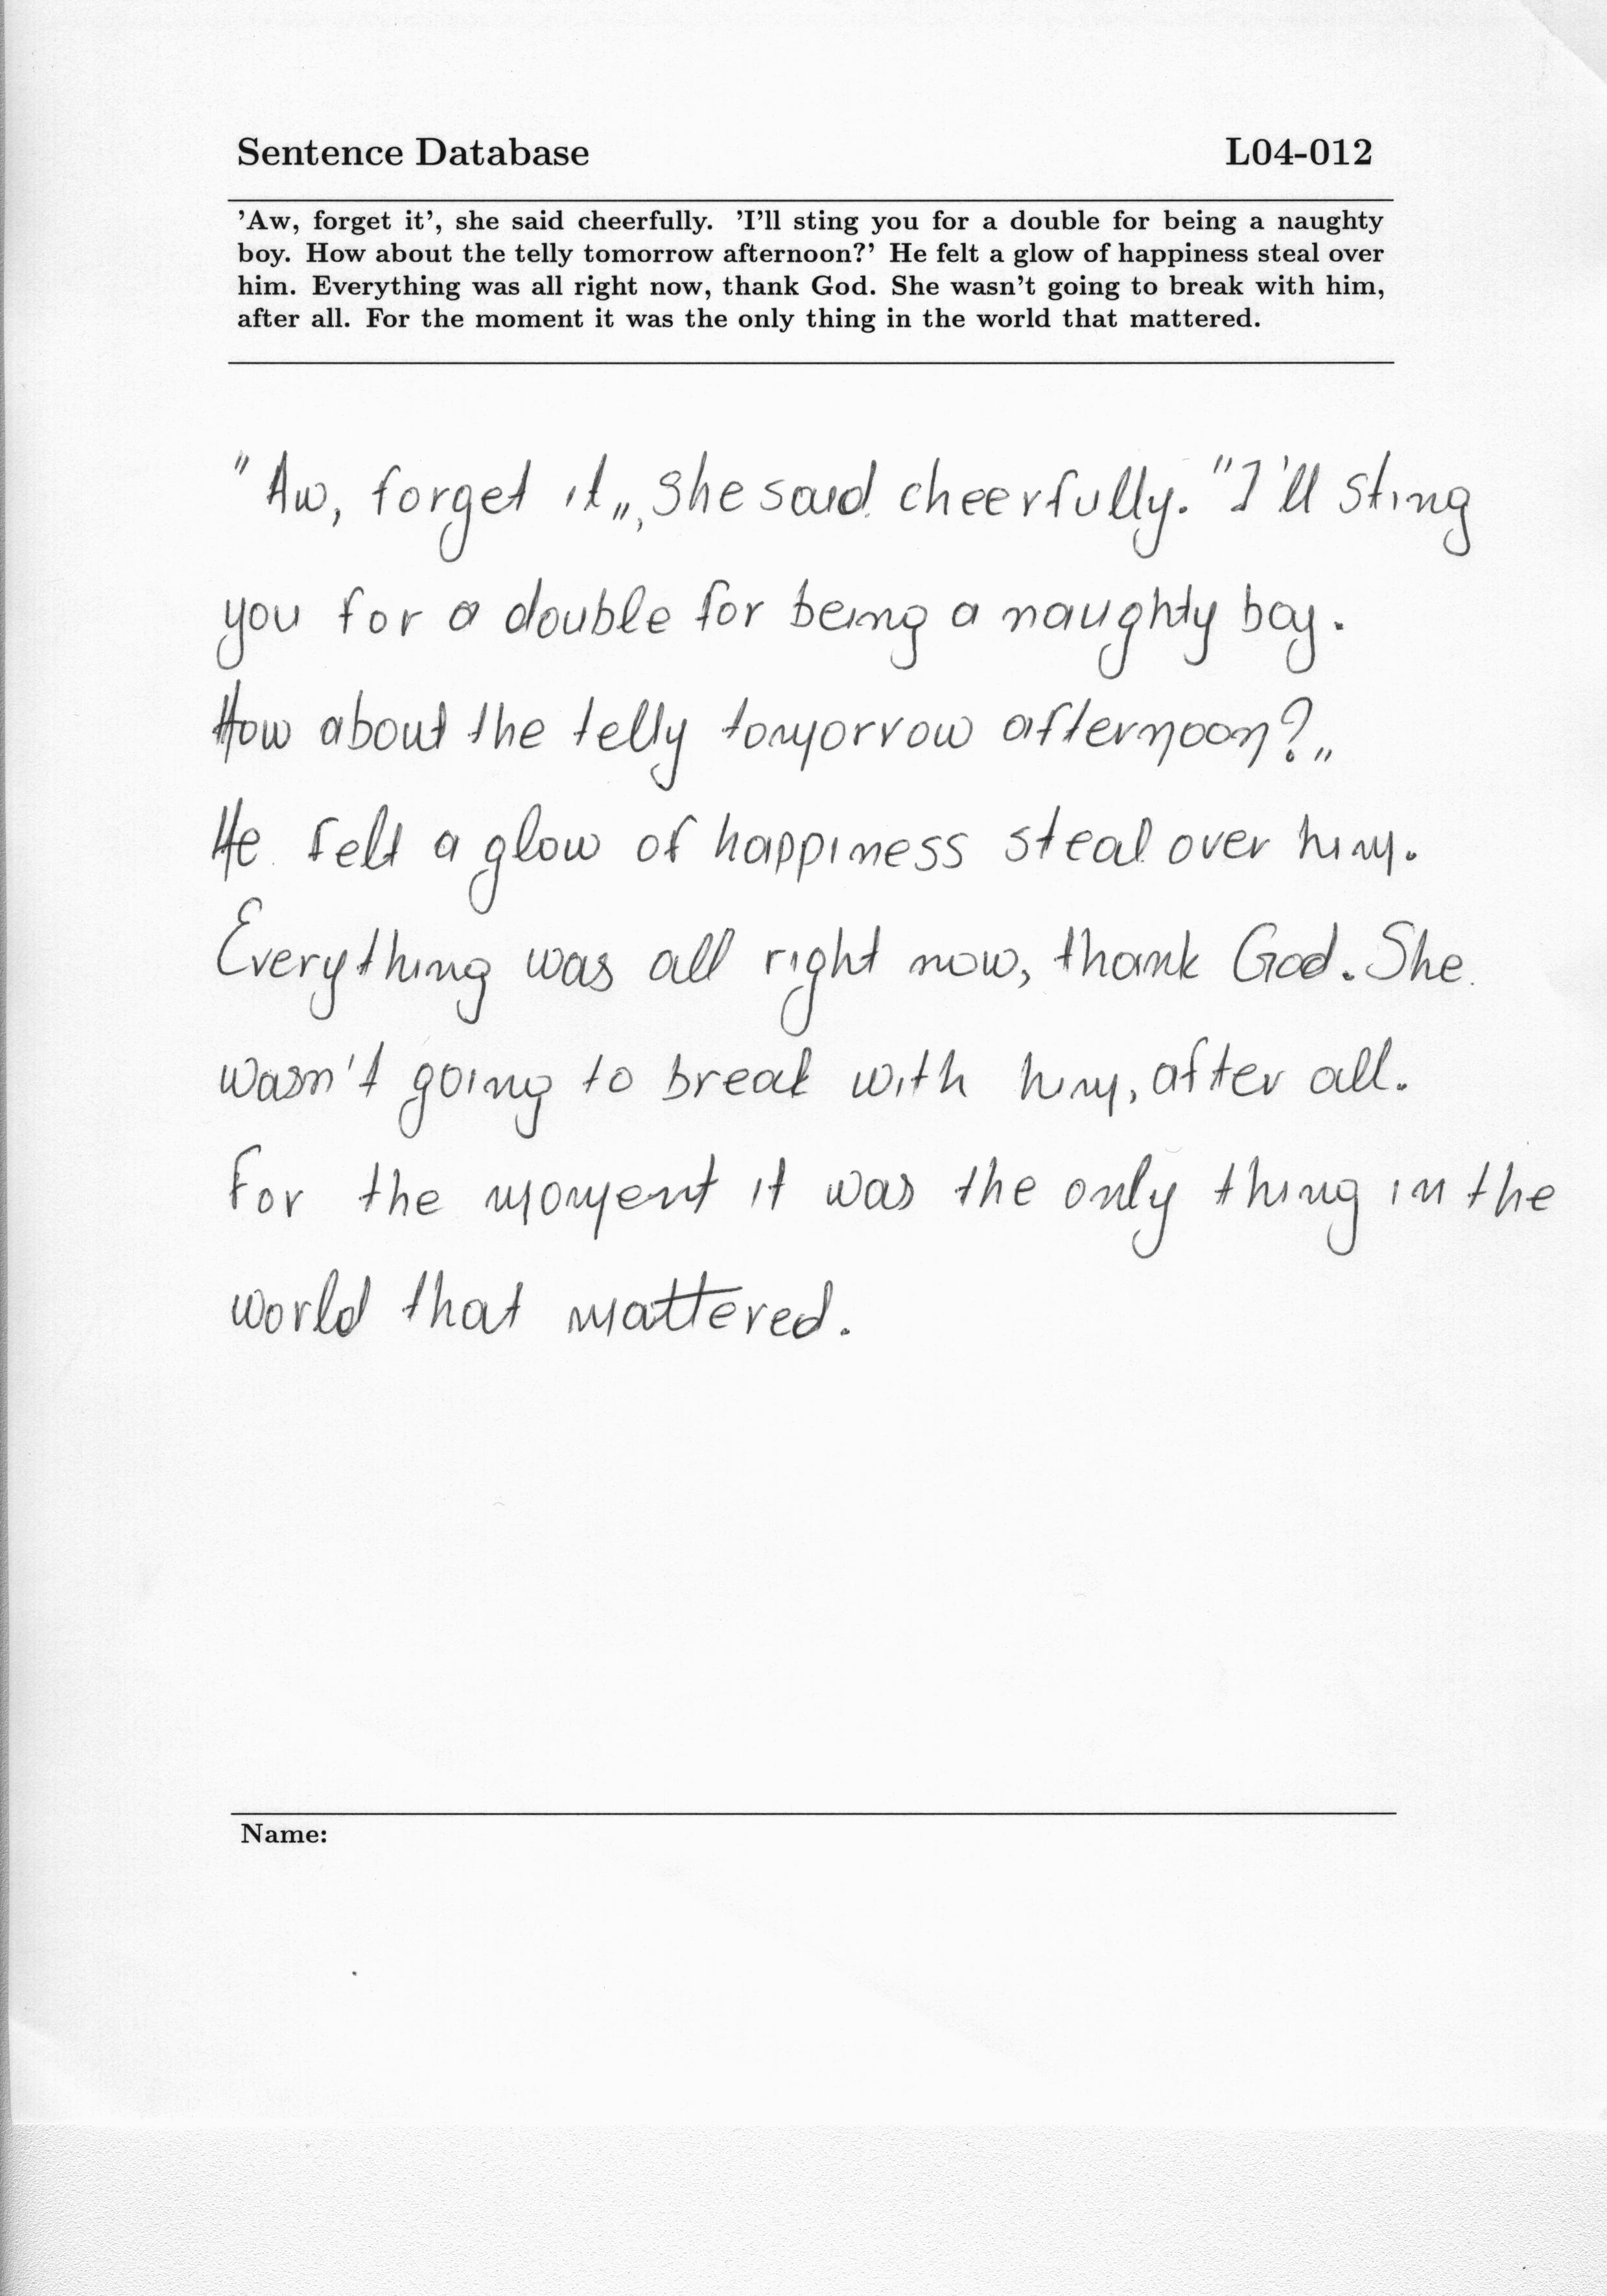 Sentence Database L04-012
'Aw, forget it', she said cheerfully. 'I'll sting you for a double for being a naughty
boy. How about the telly tomorrow afternoon?' He felt a glow of happiness steal over
him. Everything was all right now, thank God. She wasn't going to break with him,
after all. For the moment it was the only thing in the world that mattered.
"Aw, forget it„, she said cheerfully. "I'll sting
you for a double for being a naughty boy.
How about the telly tomorrow afternoon?„
He felt a glow of happiness steal over him.
Everything was all right now, thank God. She
wasn't going to break with him, after all.
For the moment it was the only thing in the
world that mattered.
Name: